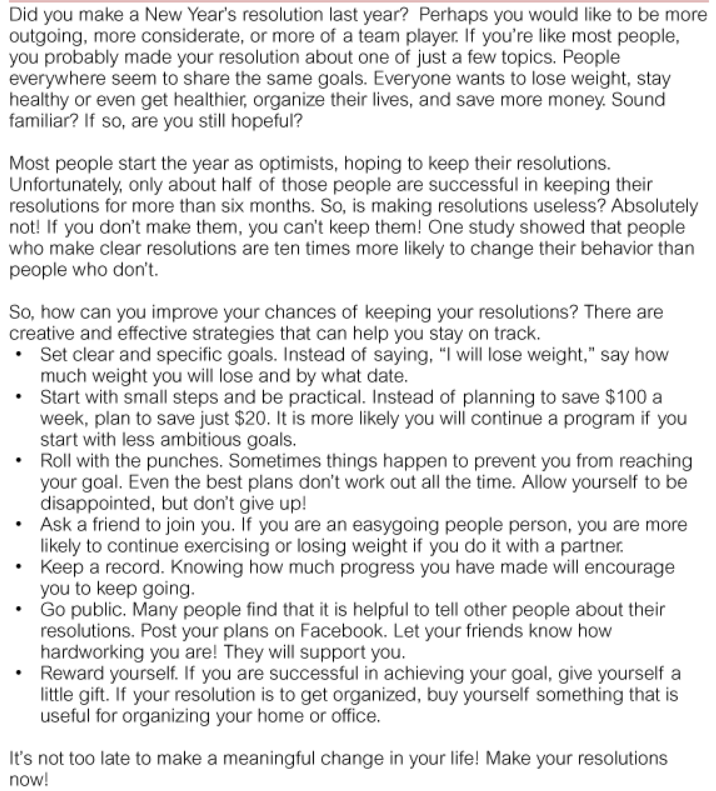 Did you make a New Year's resolution last year?  Perhaps you would like to be more
outgoing, more considerate, or more of a team player. If you're like most people,
you probably made your resolution about one of just a few topics. People
everywhere seem to share the same goals. Everyone wants to lose weight, stay
healthy or even get healthier, organize their lives, and save more money. Sound
familiar? If so, are you still hopeful?

Most people start the year as optimists, hoping to keep their resolutions.
Unfortunately, only about half of those people are successful in keeping their
resolutions for more than six months. So, is making resolutions useless? Absolutely
not! If you don't make them, you can't keep them! One study showed that people
who make clear resolutions are ten times more likely to change their behavior than
people who don't.

So, how can you improve your chances of keeping your resolutions? There are
creative and effective strategies that can help you stay on track.
• Set clear and specific goals. Instead of saying, "I will lose weight," say how
much weight you will lose and by what date.
• Start with small steps and be practical. Instead of planning to save $100 a
week, plan to save just $20. It is more likely you will continue a program if you
start with less ambitious goals.
• Roll with the punches. Sometimes things happen to prevent you from reaching
your goal. Even the best plans don't work out all the time. Allow yourself to be
disappointed, but don't give up!
• Ask a friend to join you. If you are an easygoing people person, you are more
likely to continue exercising or losing weight if you do it with a partner.
• Keep a record. Knowing how much progress you have made will encourage
you to keep going.
• Go public. Many people find that it is helpful to tell other people about their
resolutions. Post your plans on Facebook. Let your friends know how
hardworking you are! They will support you.
• Reward yourself. If you are successful in achieving your goal, give yourself a
little gift. If your resolution is to get organized, buy yourself something that is
useful for organizing your home or office.

It's not too late to make a meaningful change in your life! Make your resolutions
now!